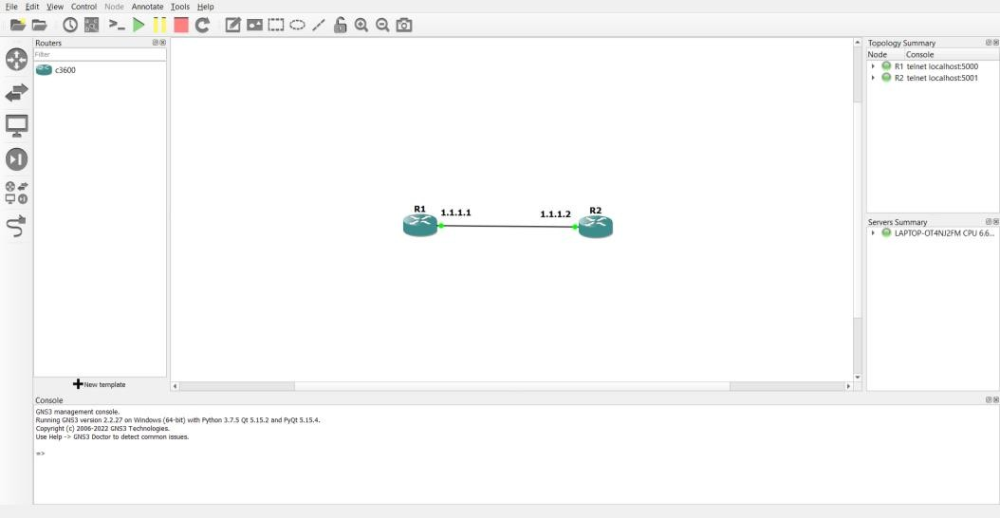 File Edit View Control Node Annotate Tools Help
Routers
Filter
c3600
New template
R1
1.1.1.1
1.1.1.2
R2
Topology Summary
Node Console
R1 telnet localhost:5000
R2 telnet localhost:5001
Servers Summary
LAPTOP-OT4NJ2FM CPU 6.6...
Console
GNS3 management console.
Running GNS3 version 2.2.27 on Windows (64-bit) with Python 3.7.5 Qt 5.15.2 and PyQt 5.15.4.
Copyright (c) 2006-2022 GNS3 Technologies.
Use Help -> GNS3 Doctor to detect common issues.
=>